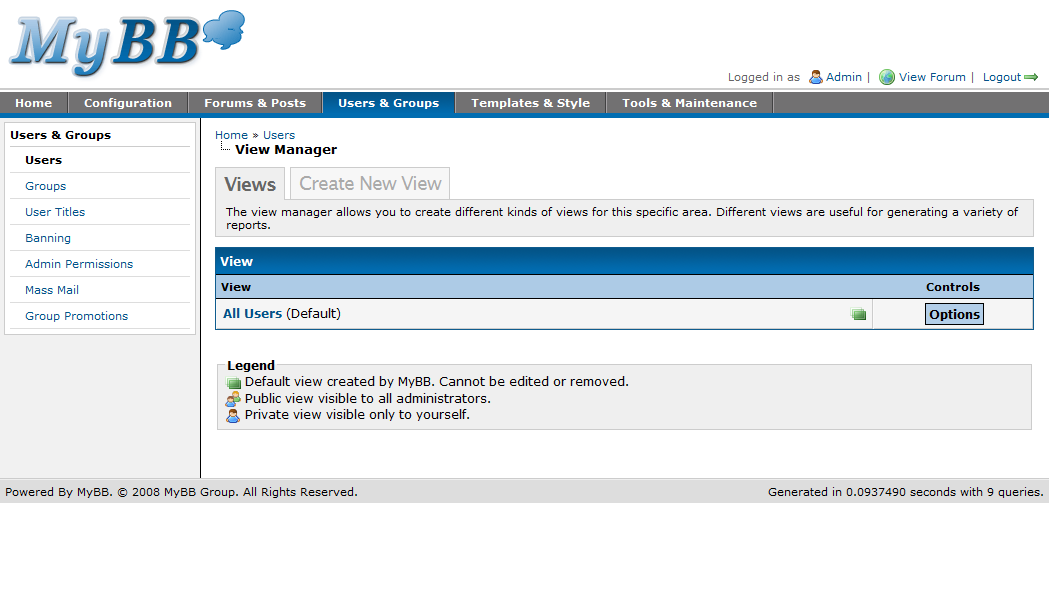 MyBB
Logged in as Admin | View Forum | Logout
Home Configuration Forums & Posts Users & Groups Templates & Style Tools & Maintenance
Users & Groups
Users
Groups
User Titles
Banning
Admin Permissions
Mass Mail
Group Promotions
Home » Users
View Manager
Views Create New View
The view manager allows you to create different kinds of views for this specific area. Different views are useful for generating a variety of
reports.
View
View Controls
All Users (Default) Options
Legend
Default view created by MyBB. Cannot be edited or removed.
Public view visible to all administrators.
Private view visible only to yourself.
Powered By MyBB. © 2008 MyBB Group. All Rights Reserved. Generated in 0.0937490 seconds with 9 queries.